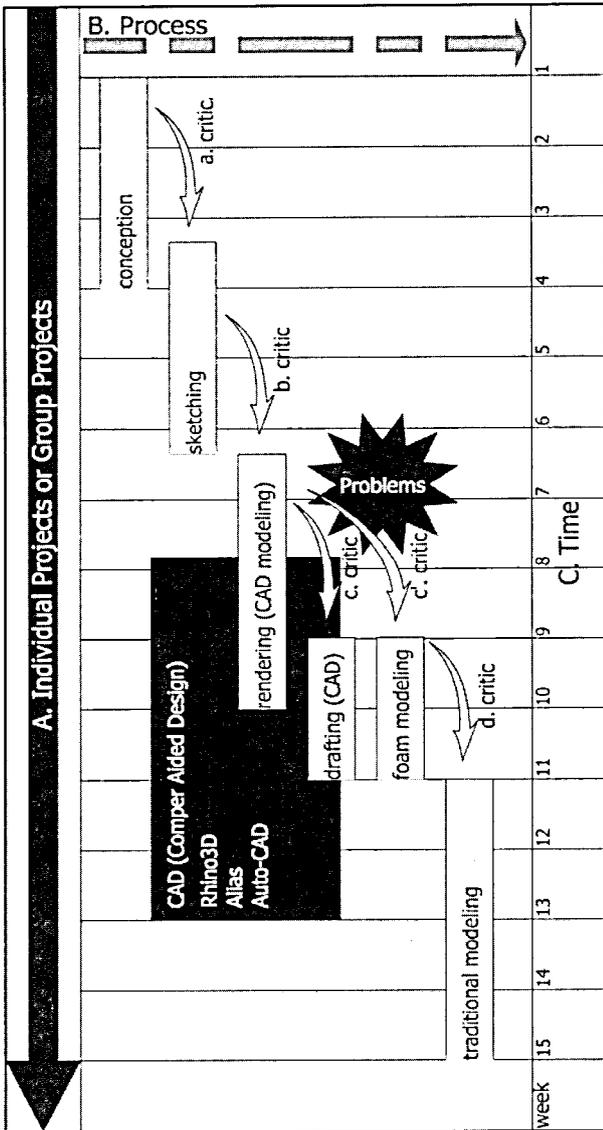 A. Individual Projects or Group Projects
B. Process
conception
a. critic.
sketching
b. critic
rendering (CAD modeling)
Problems
c. critic
c'. critic
CAD (Comper Aided Design)
Rhino3D
Alias
Auto-CAD
drafting (CAD)
foam modeling
d. critic
traditional modeling
week
15
14
13
12
11
10
9
8
7
6
5
4
3
2
1
C. Time